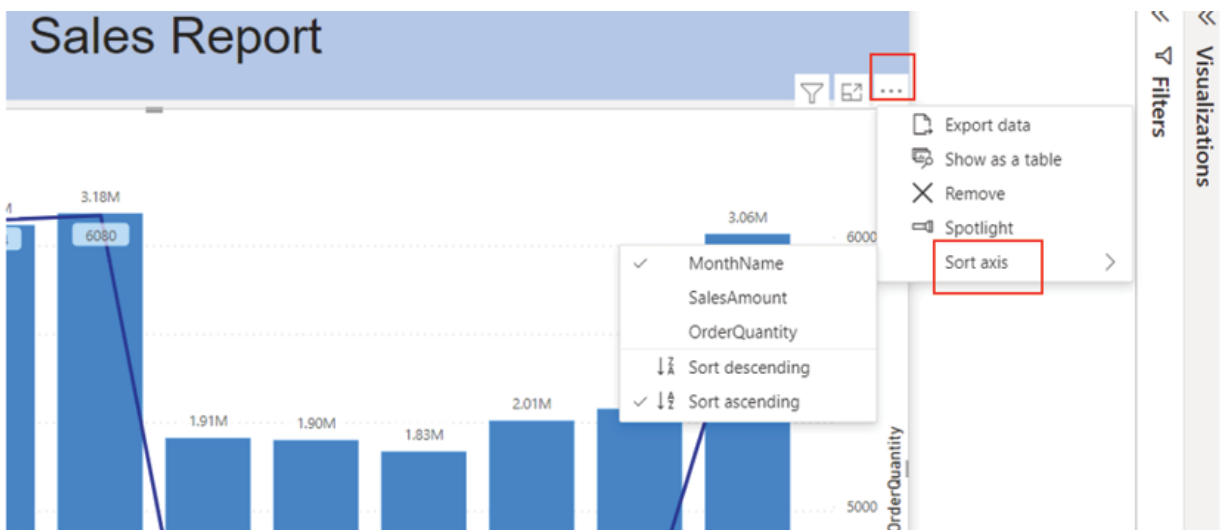 Sales Report
Filters
Visualizations
Export data
Show as a table
Remove
Spotlight
Sort axis
3.18M
6080
3.06M
6000
MonthName
SalesAmount
OrderQuantity
Sort descending
Sort ascending
1.91M
1.90M
1.83M
2.01M
5000
OrderQuantity